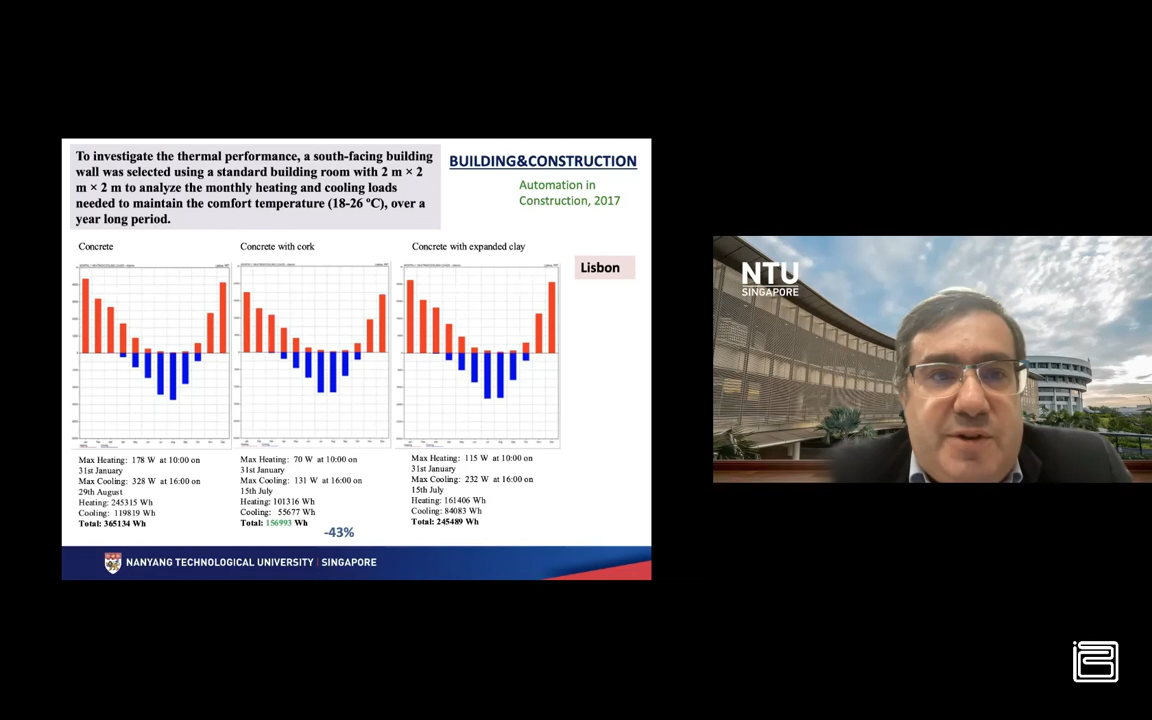 To investigate the thermal performance, a south-facing building
wall was selected using a standard building room with 2 m × 2
m × 2 m to analyze the monthly heating and cooling loads
needed to maintain the comfort temperature (18-26 ºC), over a
year long period.
BUILDING&CONSTRUCTION
Automation in
Construction, 2017
Concrete
Concrete with cork
Concrete with expanded clay
Lisbon
Max Heating: 178 W at 10:00 on
31st January
Max Cooling: 328 W at 16:00 on
29th August
Heating: 245315 Wh
Cooling: 119819 Wh
Total: 365134 Wh
Max Heating: 70 W at 10:00 on
31st January
Max Cooling: 131 W at 16:00 on
15th July
Heating: 101316 Wh
Cooling: 55677 Wh
Total: 156993 Wh
-43%
Max Heating: 115 W at 10:00 on
31st January
Max Cooling: 232 W at 16:00 on
15th July
Heating: 161406 Wh
Cooling: 84083 Wh
Total: 245489 Wh
NANYANG TECHNOLOGICAL UNIVERSITY | SINGAPORE
NTU
SINGAPORE